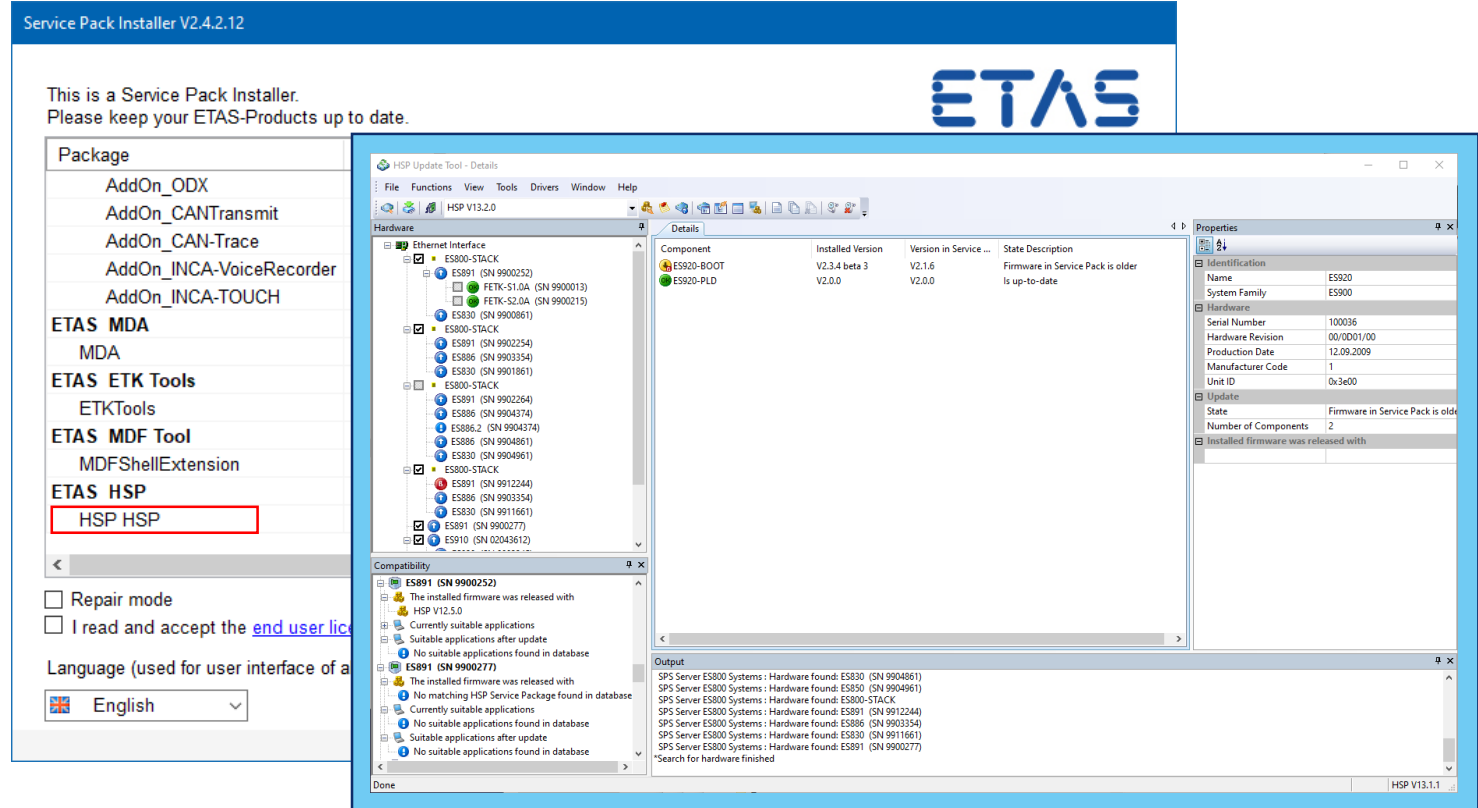 Service Pack Installer V2.4.2.12
ETAS
This is a Service Pack Installer.
Please keep your ETAS-Products up to date.
Package
AddOn_ODX
AddOn_CANTransmit
AddOn_CAN-Trace
AddOn_INCA-VoiceRecorder
AddOn_INCA-TOUCH
ETAS MDA
MDA
ETAS ETK Tools
ETKTools
ETAS MDF Tool
MDFShellExtension
ETAS HSP
HSP HSP
Repair mode
I read and accept the end user lice
Language (used for user interface of a
English
HSP Update Tool - Details
File Functions View Tools Drivers Window Help
HSP V13.2.0
Hardware
Ethernet Interface
ES800-STACK
ES891 (SN 9900252)
FETK-S1.0A (SN 9900013)
FETK-S2.0A (SN 9900215)
ES830 (SN 9900861)
ES800-STACK
ES891 (SN 9902254)
ES886 (SN 9903354)
ES830 (SN 9901861)
ES800-STACK
ES891 (SN 9902264)
ES886 (SN 9904374)
ES886.2 (SN 9904374)
ES886 (SN 9904861)
ES830 (SN 9904961)
ES800-STACK
ES891 (SN 9912244)
ES886 (SN 9903354)
ES830 (SN 9911661)
ES891 (SN 9900277)
ES910 (SN 02043612)
Compatibility
ES891 (SN 9900252)
The installed firmware was released with
HSP V12.5.0
Currently suitable applications
Suitable applications after update
No suitable applications found in database
ES891 (SN 9900277)
The installed firmware was released with
No matching HSP Service Package found in database
Currently suitable applications
No suitable applications found in database
Suitable applications after update
No suitable applications found in database
Details
Component Installed Version Version in Service ... State Description
ES920-BOOT V2.3.4 beta 3 V2.1.6 Firmware in Service Pack is older
ES920-PLD V2.0.0 V2.0.0 Is up-to-date
Output
SPS Server ES800 Systems : Hardware found: ES830 (SN 9904861)
SPS Server ES800 Systems : Hardware found: ES850 (SN 9904961)
SPS Server ES800 Systems : Hardware found: ES800-STACK
SPS Server ES800 Systems : Hardware found: ES891 (SN 9912244)
SPS Server ES800 Systems : Hardware found: ES886 (SN 9903354)
SPS Server ES800 Systems : Hardware found: ES830 (SN 9911661)
SPS Server ES800 Systems : Hardware found: ES891 (SN 9900277)
*Search for hardware finished
Properties
Identification
Name ES920
System Family ES900
Hardware
Serial Number 100036
Hardware Revision 00/0D01/00
Production Date 12.09.2009
Manufacturer Code 1
Unit ID 0x3e00
Update
State Firmware in Service Pack is olde
Number of Components 2
Installed firmware was released with
Done
HSP V13.1.1